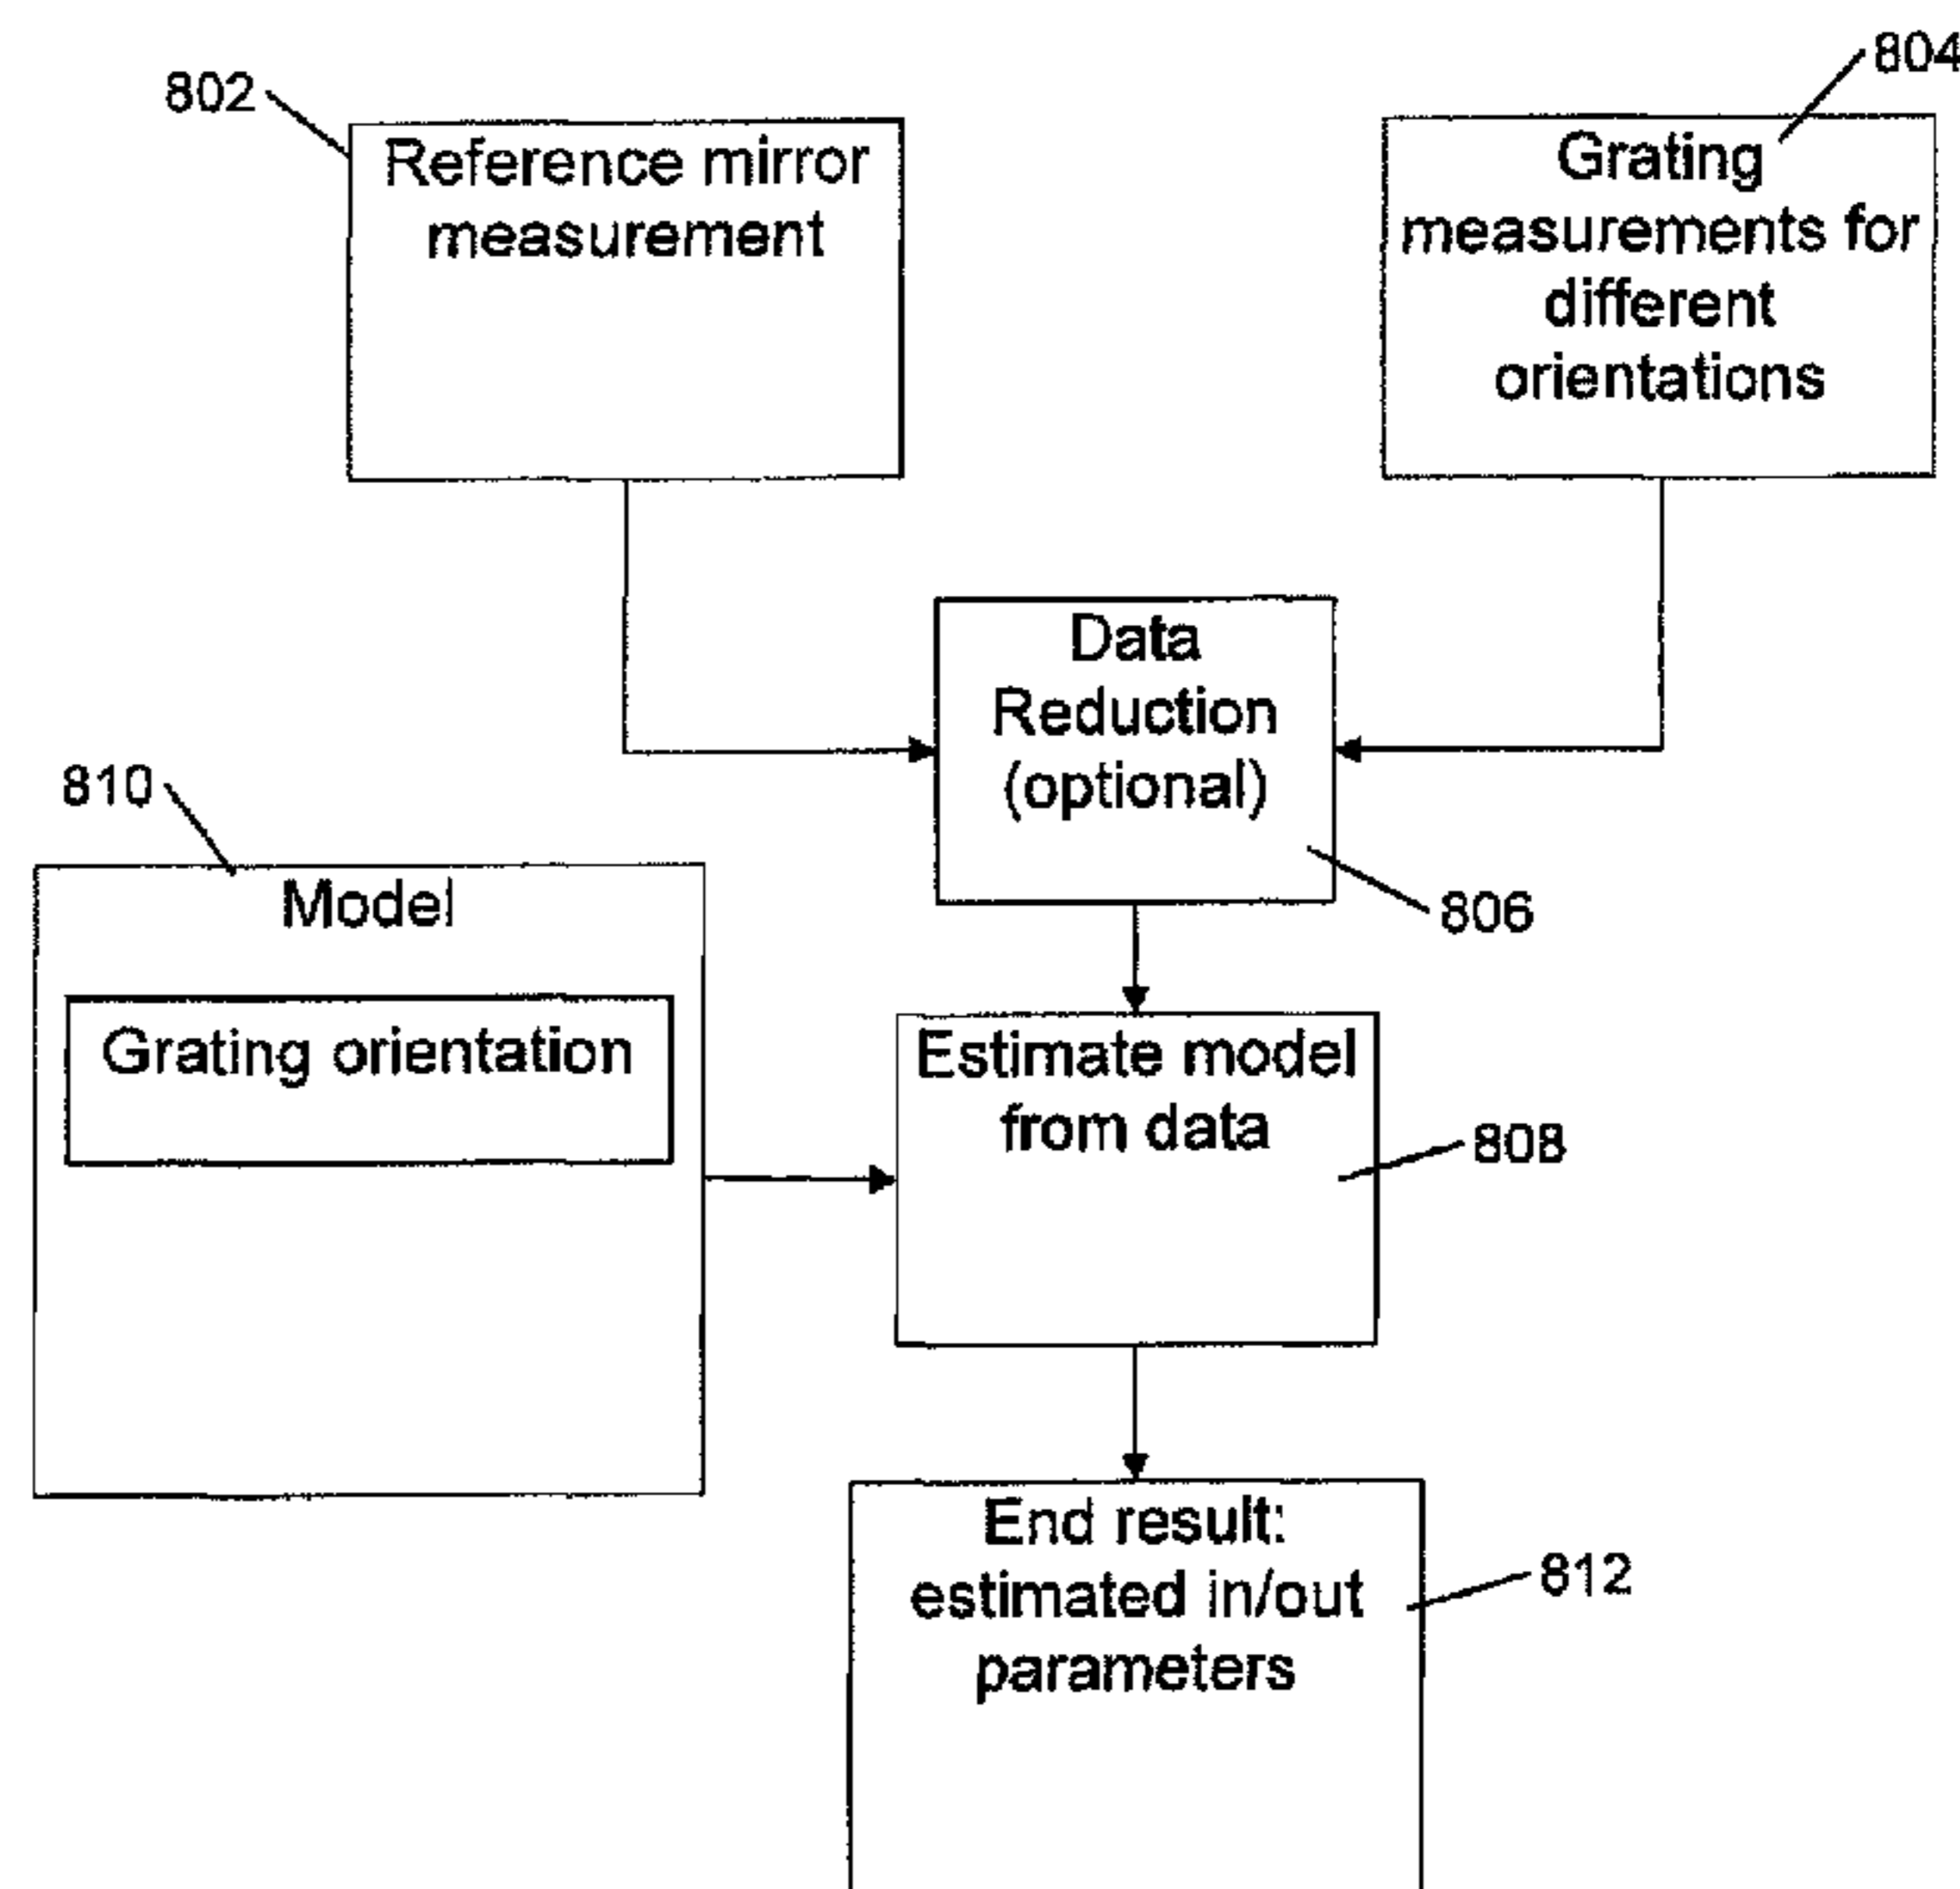 802
804
Reference mirror
measurement
Grating
measurements for
different
orientations
Data
Reduction
(optional)
806
810
Model
Grating orientation
Estimate model
from data
808
End result:
estimated in/out
parameters
812